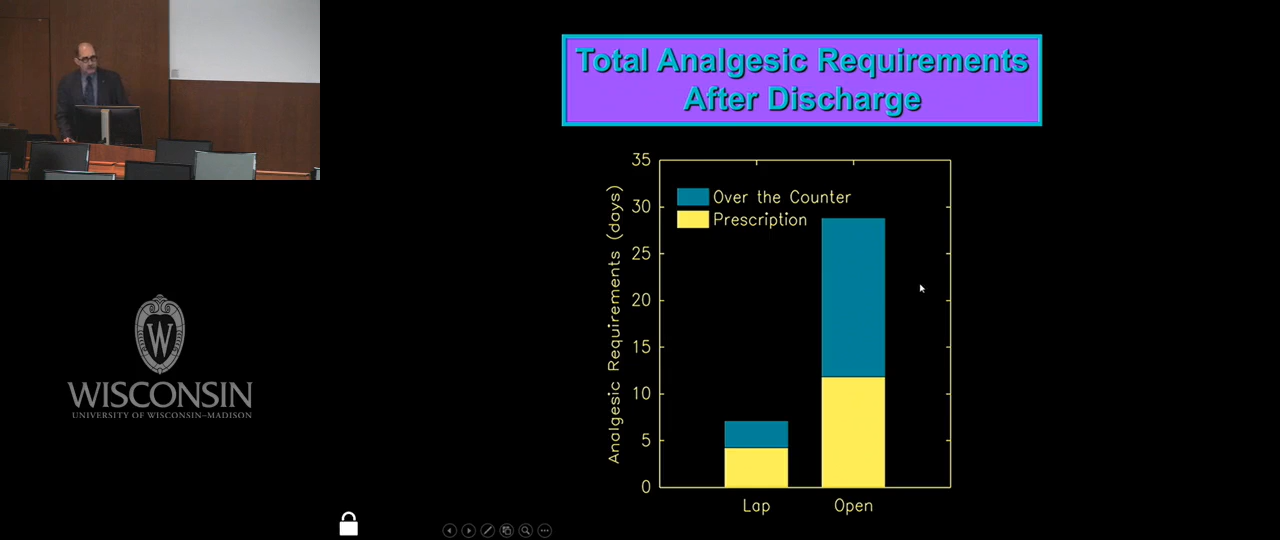 Total Analgesic Requirements
After Discharge
35
30
25
20
15
10
5
0
Analgesic Requirements (days)
Over the Counter
Prescription
Lap
Open
W
WISCONSIN
UNIVERSITY OF WISCONSIN–MADISON